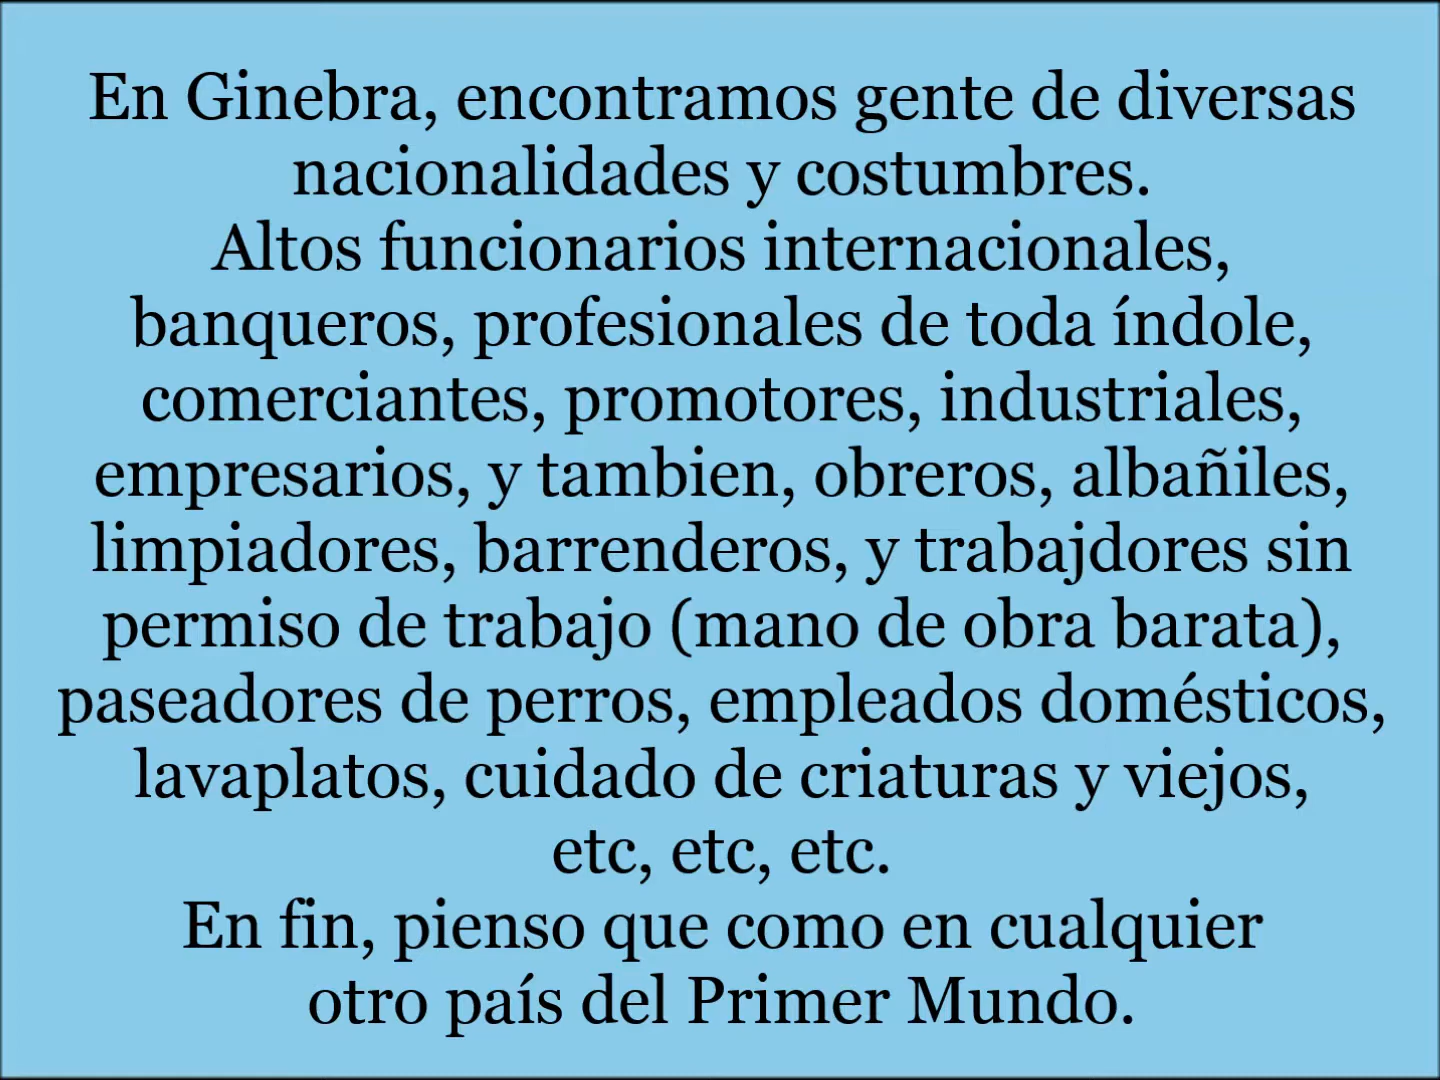 En Ginebra, encontramos gente de diversas
nacionalidades y costumbres.
Altos funcionarios internacionales,
banqueros, profesionales de toda índole,
comerciantes, promotores, industriales,
empresarios, y tambien, obreros, albañiles,
limpiadores, barrenderos, y trabajdores sin
permiso de trabajo (mano de obra barata),
paseadores de perros, empleados domésticos,
lavaplatos, cuidado de criaturas y viejos,
etc, etc, etc.
En fin, pienso que como en cualquier
otro país del Primer Mundo.